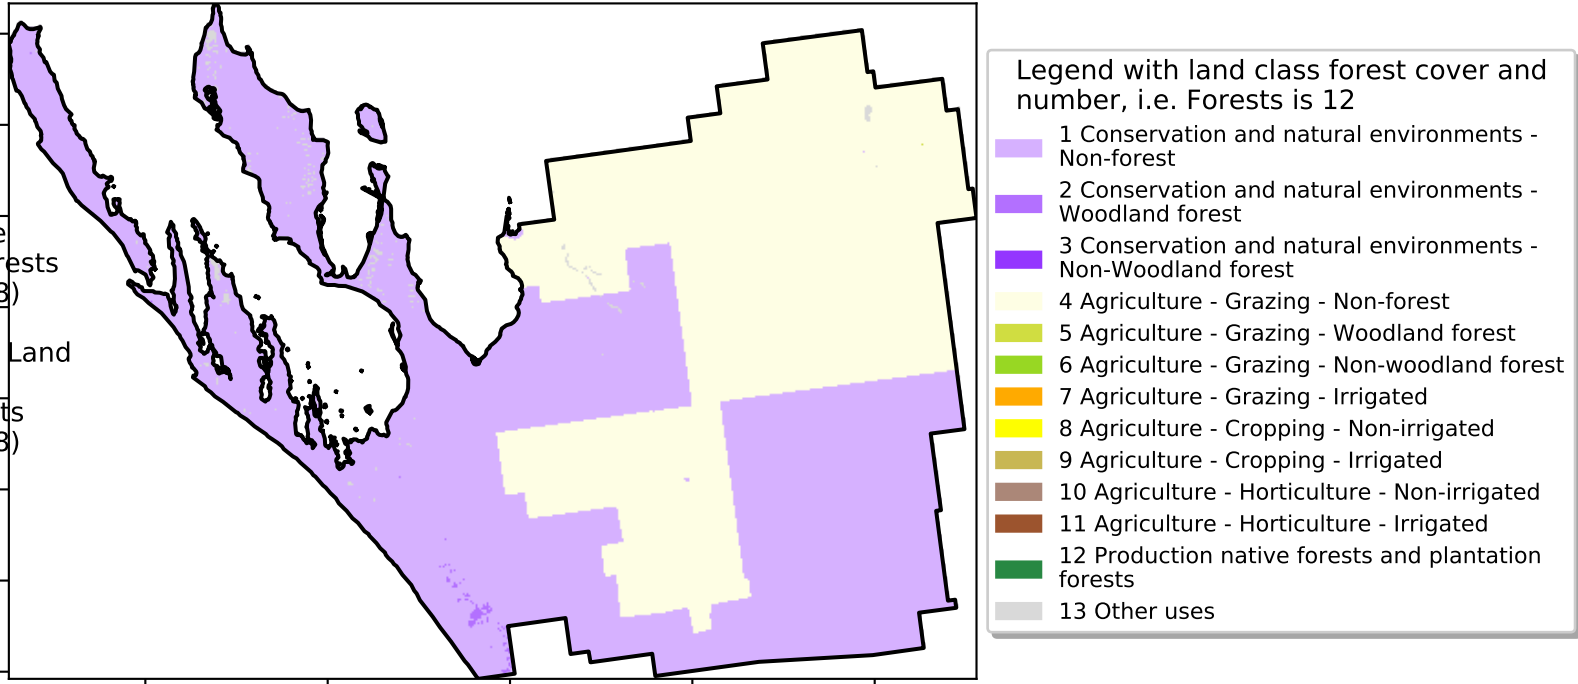 Legend with land class forest cover and
number, i.e. Forests is 12
1 Conservation and natural environments -
Non-forest
2 Conservation and natural environments -
Woodland forest
3 Conservation and natural environments -
Non-Woodland forest
4 Agriculture - Grazing - Non-forest
5 Agriculture - Grazing - Woodland forest
6 Agriculture - Grazing - Non-woodland forest
7 Agriculture - Grazing - Irrigated
8 Agriculture - Cropping - Non-irrigated
9 Agriculture - Cropping - Irrigated
10 Agriculture - Horticulture - Non-irrigated
11 Agriculture - Horticulture - Irrigated
12 Production native forests and plantation
forests
13 Other uses
rests
8)
Land
ts
8)